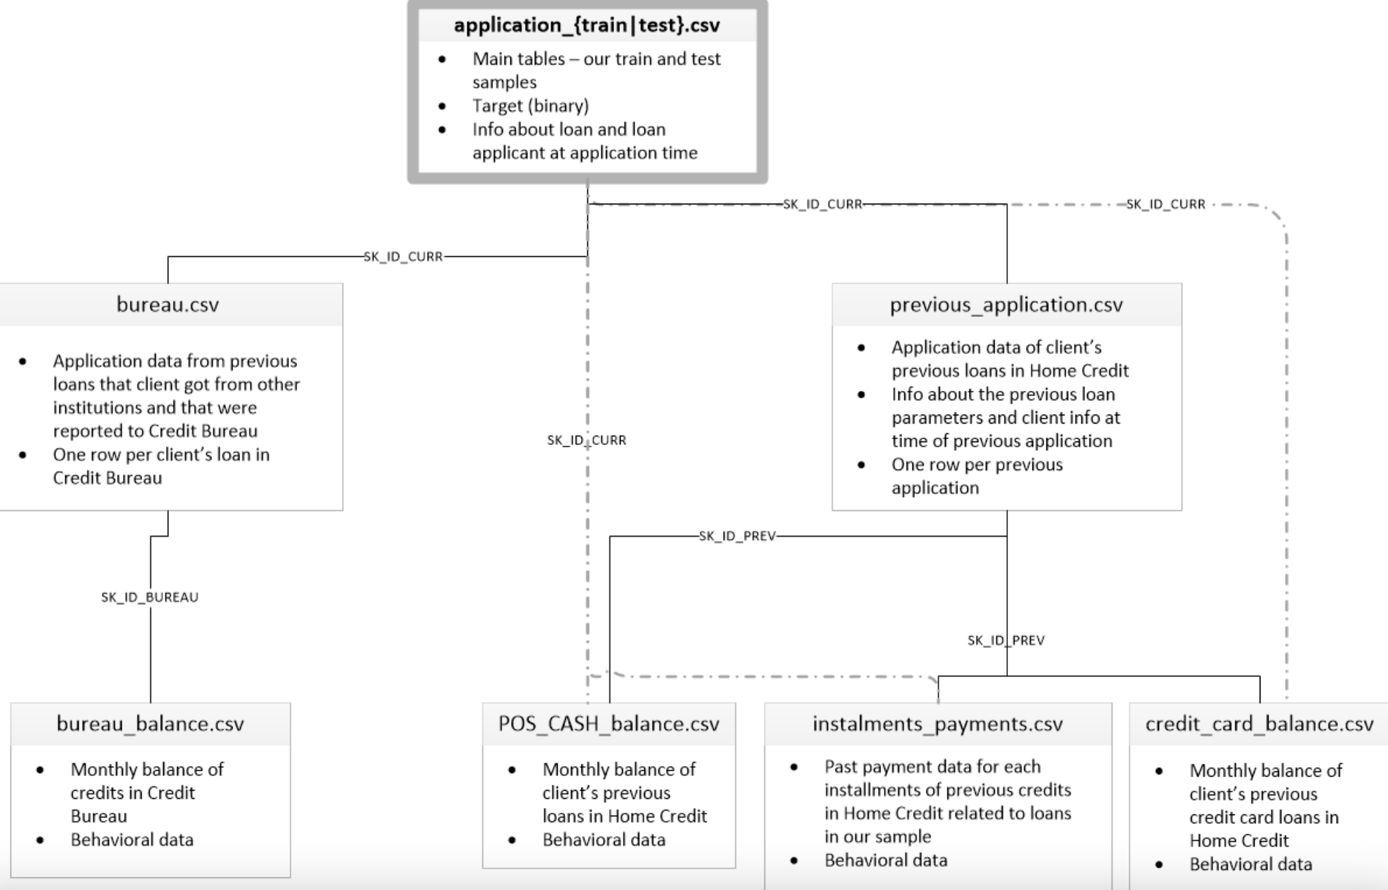 application_{train|test}.csv
Main tables – our train and test
samples
Target (binary)
Info about loan and loan
applicant at application time
SK_ID_CURR
SK_ID_CURR
SK_ID_CURR
bureau.csv
Application data from previous
loans that client got from other
institutions and that were
reported to Credit Bureau
One row per client’s loan in
Credit Bureau
previous_application.csv
Application data of client’s
previous loans in Home Credit
Info about the previous loan
parameters and client info at
time of previous application
One row per previous
application
SK_ID_CURR
SK_ID_PREV
SK_ID_BUREAU
SK_ID_PREV
bureau_balance.csv
Monthly balance of
credits in Credit
Bureau
Behavioral data
POS_CASH_balance.csv
Monthly balance of
client’s previous
loans in Home Credit
Behavioral data
instalments_payments.csv
Past payment data for each
installments of previous credits
in Home Credit related to loans
in our sample
Behavioral data
credit_card_balance.csv
Monthly balance of
client’s previous
credit card loans in
Home Credit
Behavioral data